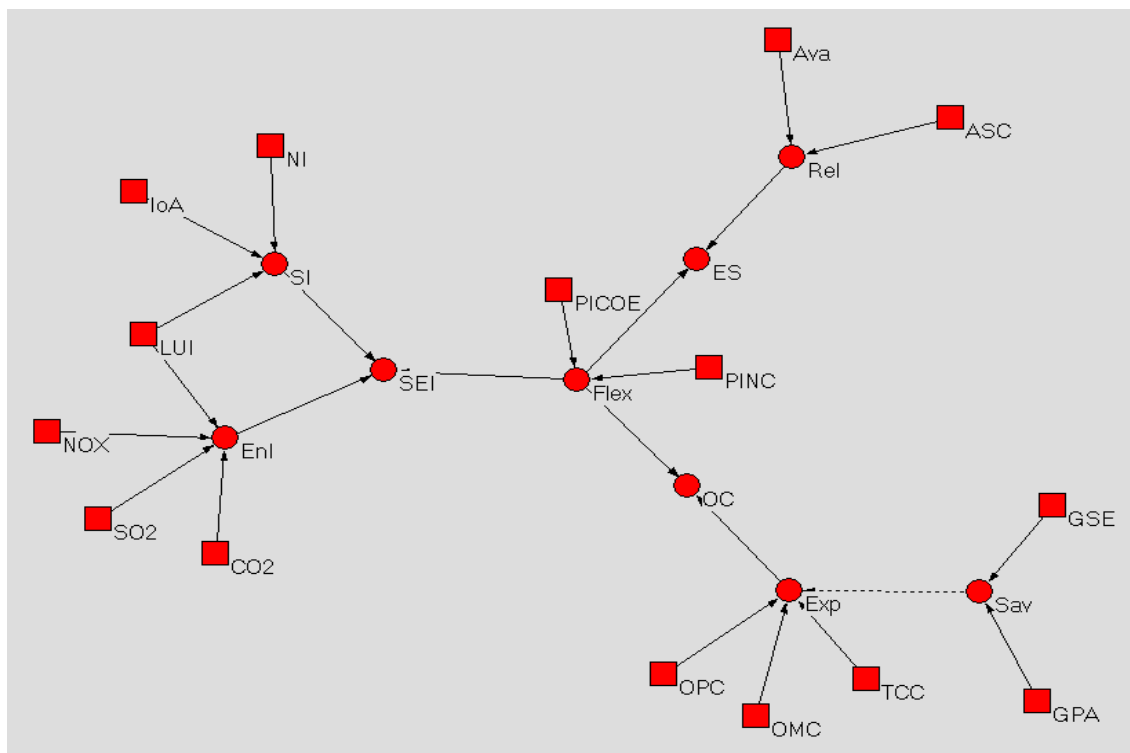 Ava
ASC
NI
Rel
IoA
SI
ES
PICOE
LUI
SEI
Flex
PINC
NOX
EnI
OC
GSE
SO2
CO2
Exp
Sav
OPC
TCC
OMC
GPA